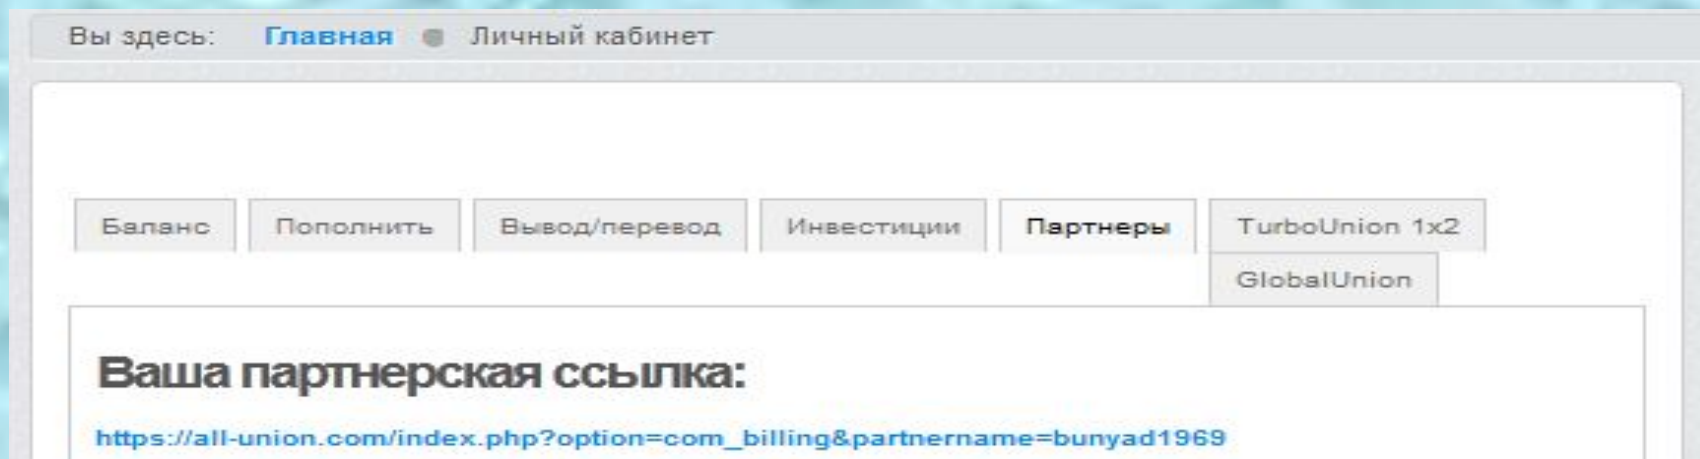 Вы здесь: Главная Личный кабинет
Баланс Пополнить Вывод/перевод Инвестиции Партнеры TurboUnion 1x2
GlobalUnion
Ваша партнерская ссылка:
https://all-union.com/index.php?option=com_billing&partnername=bunyad1969